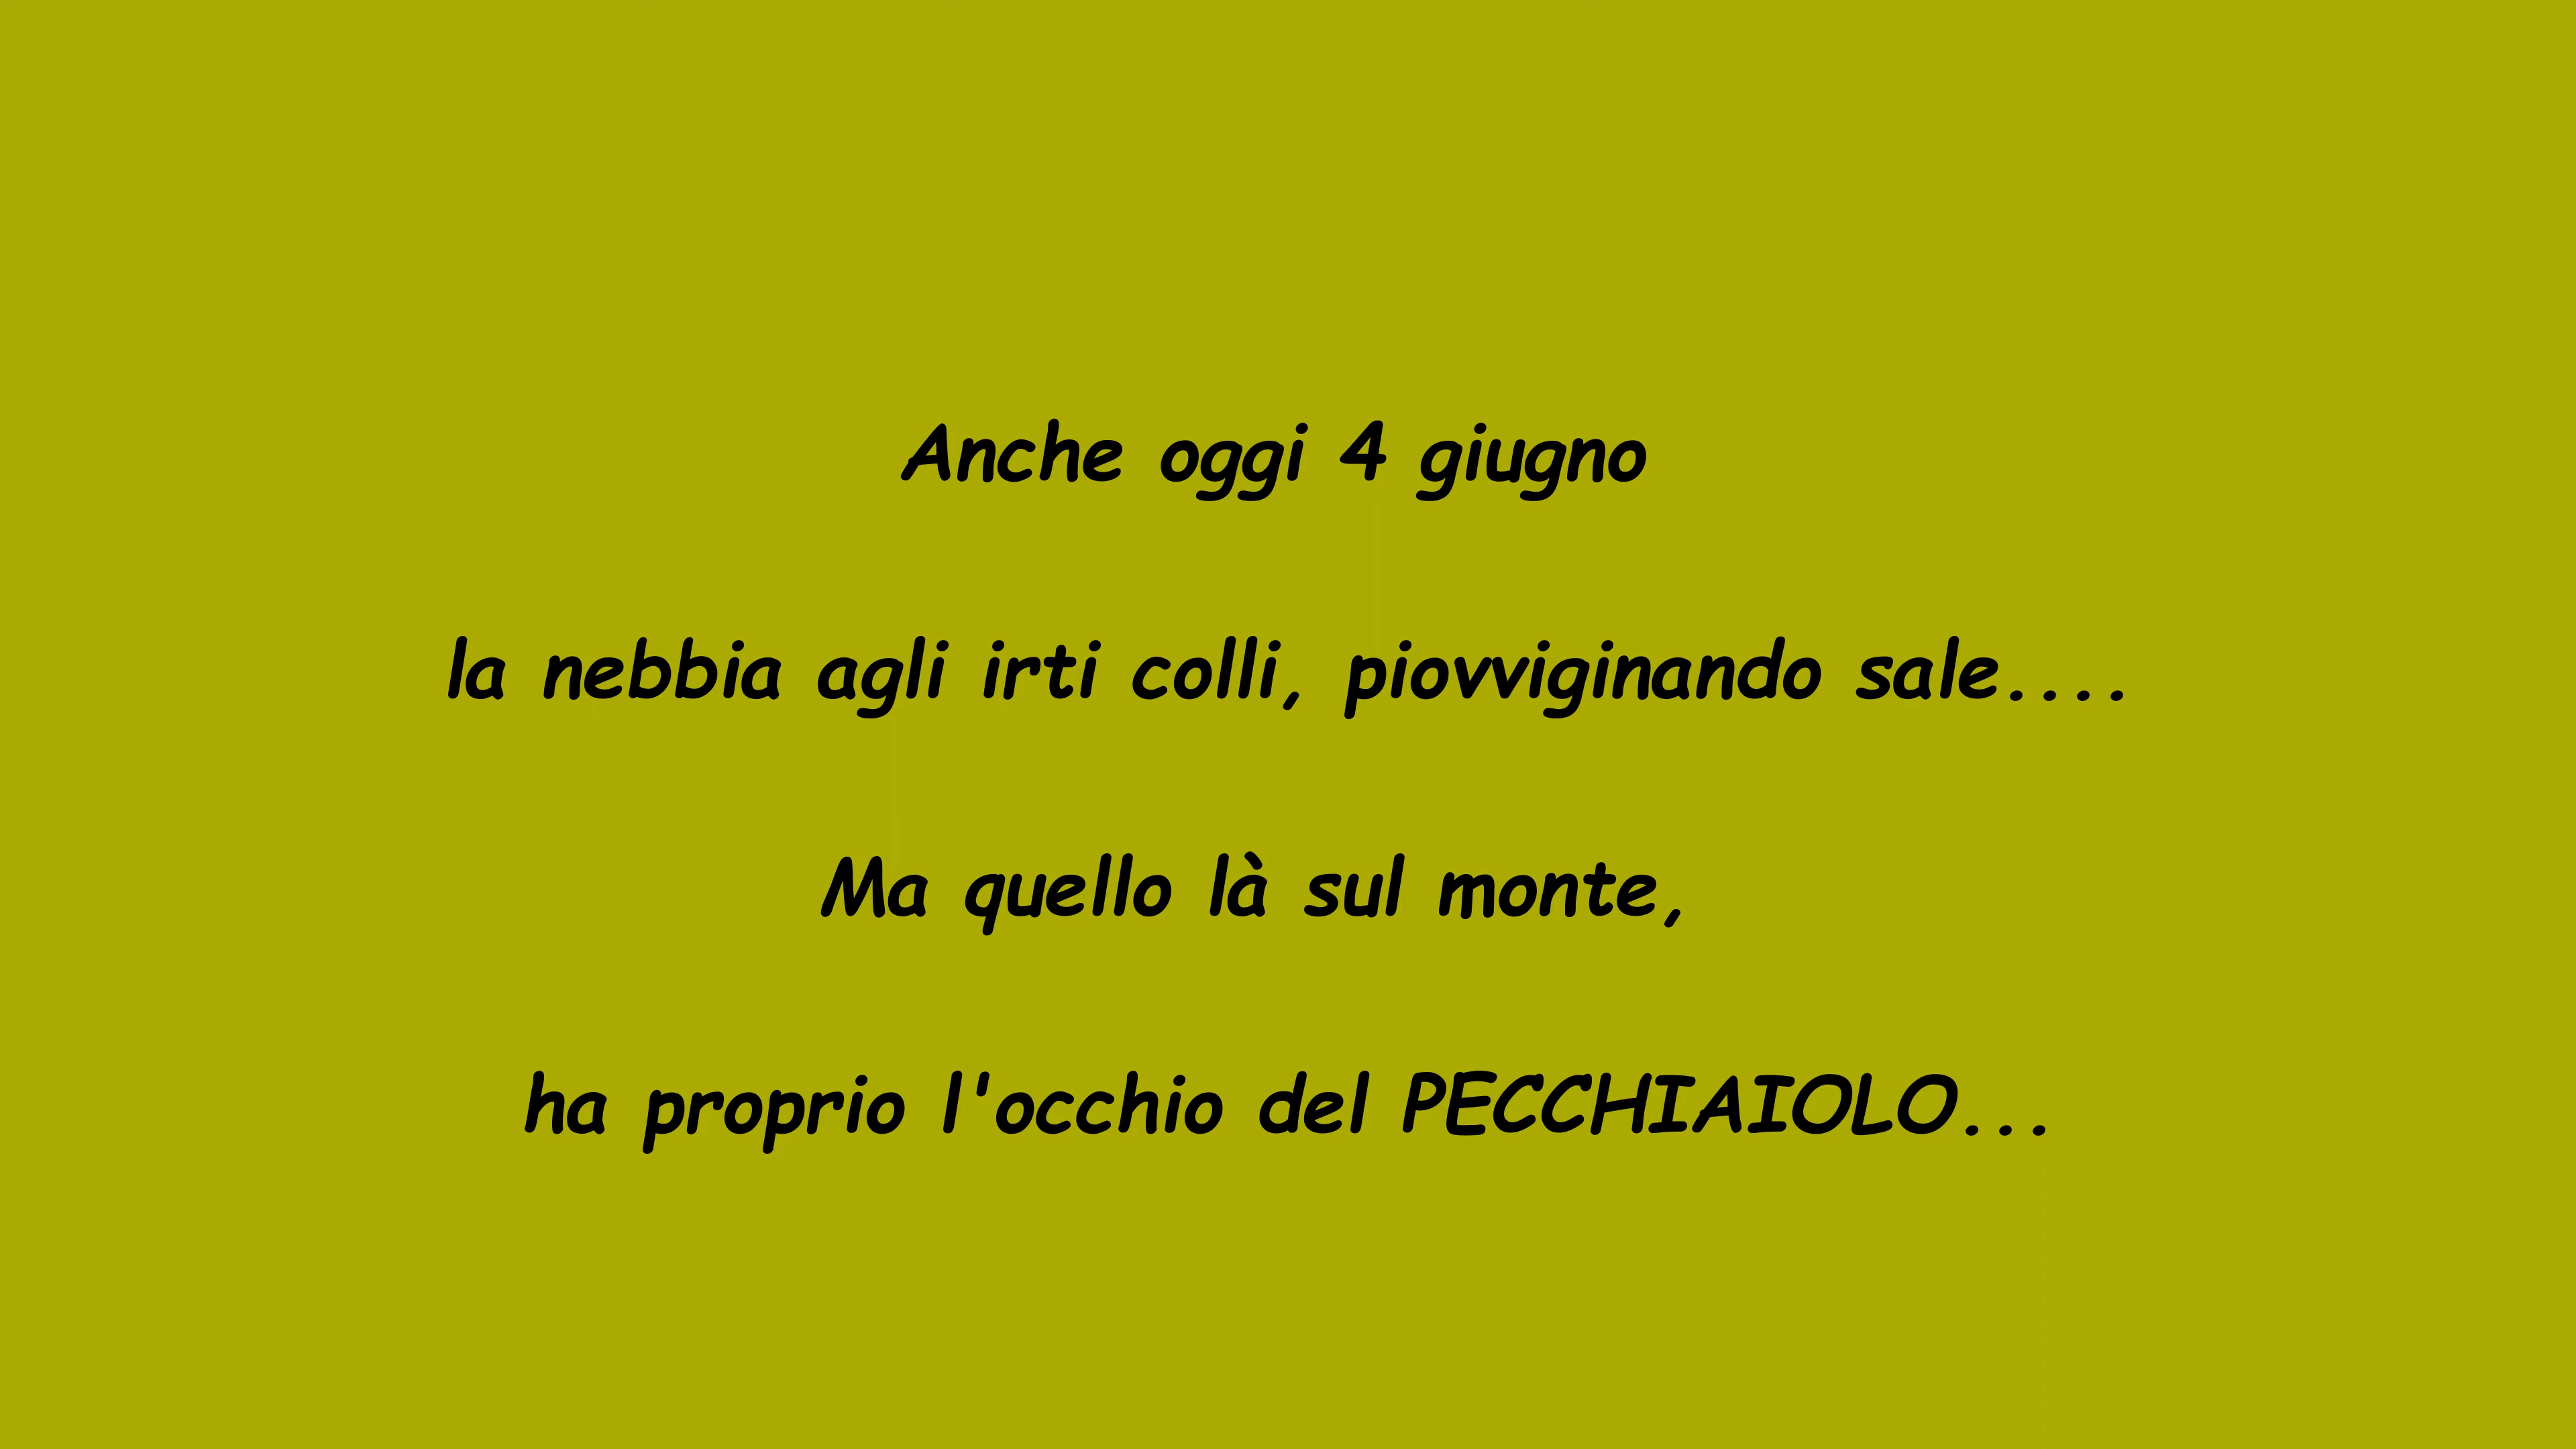 Anche oggi 4 giugno
la nebbia agli irti colli, piovviginando sale....
Ma quello là sul monte,
ha proprio l'occhio del PECCHIAIOLO...